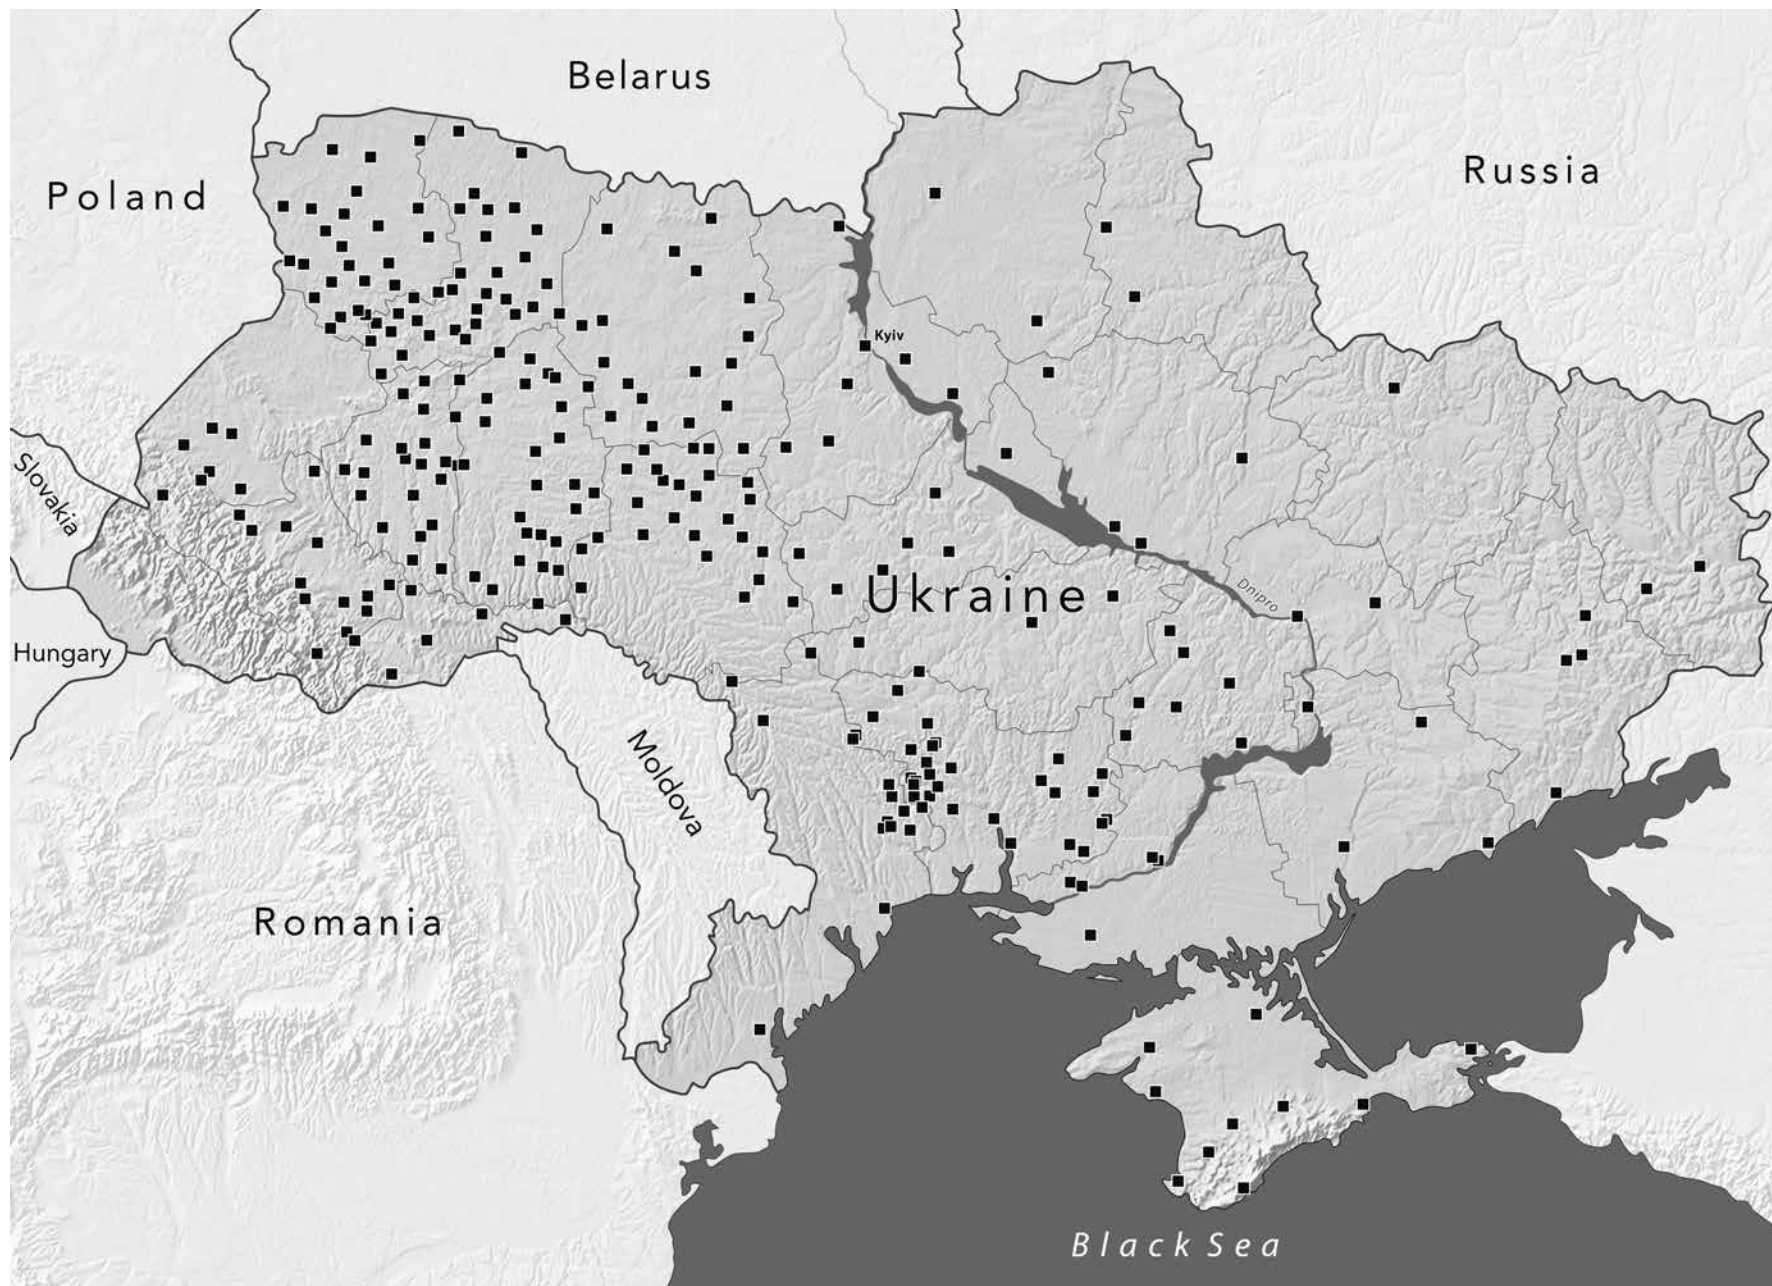 Belarus
Russia
Poland
Kyiv
Slovakia
Dnipro
Ukraine
Hungary
Moldova
Romania
Black Sea